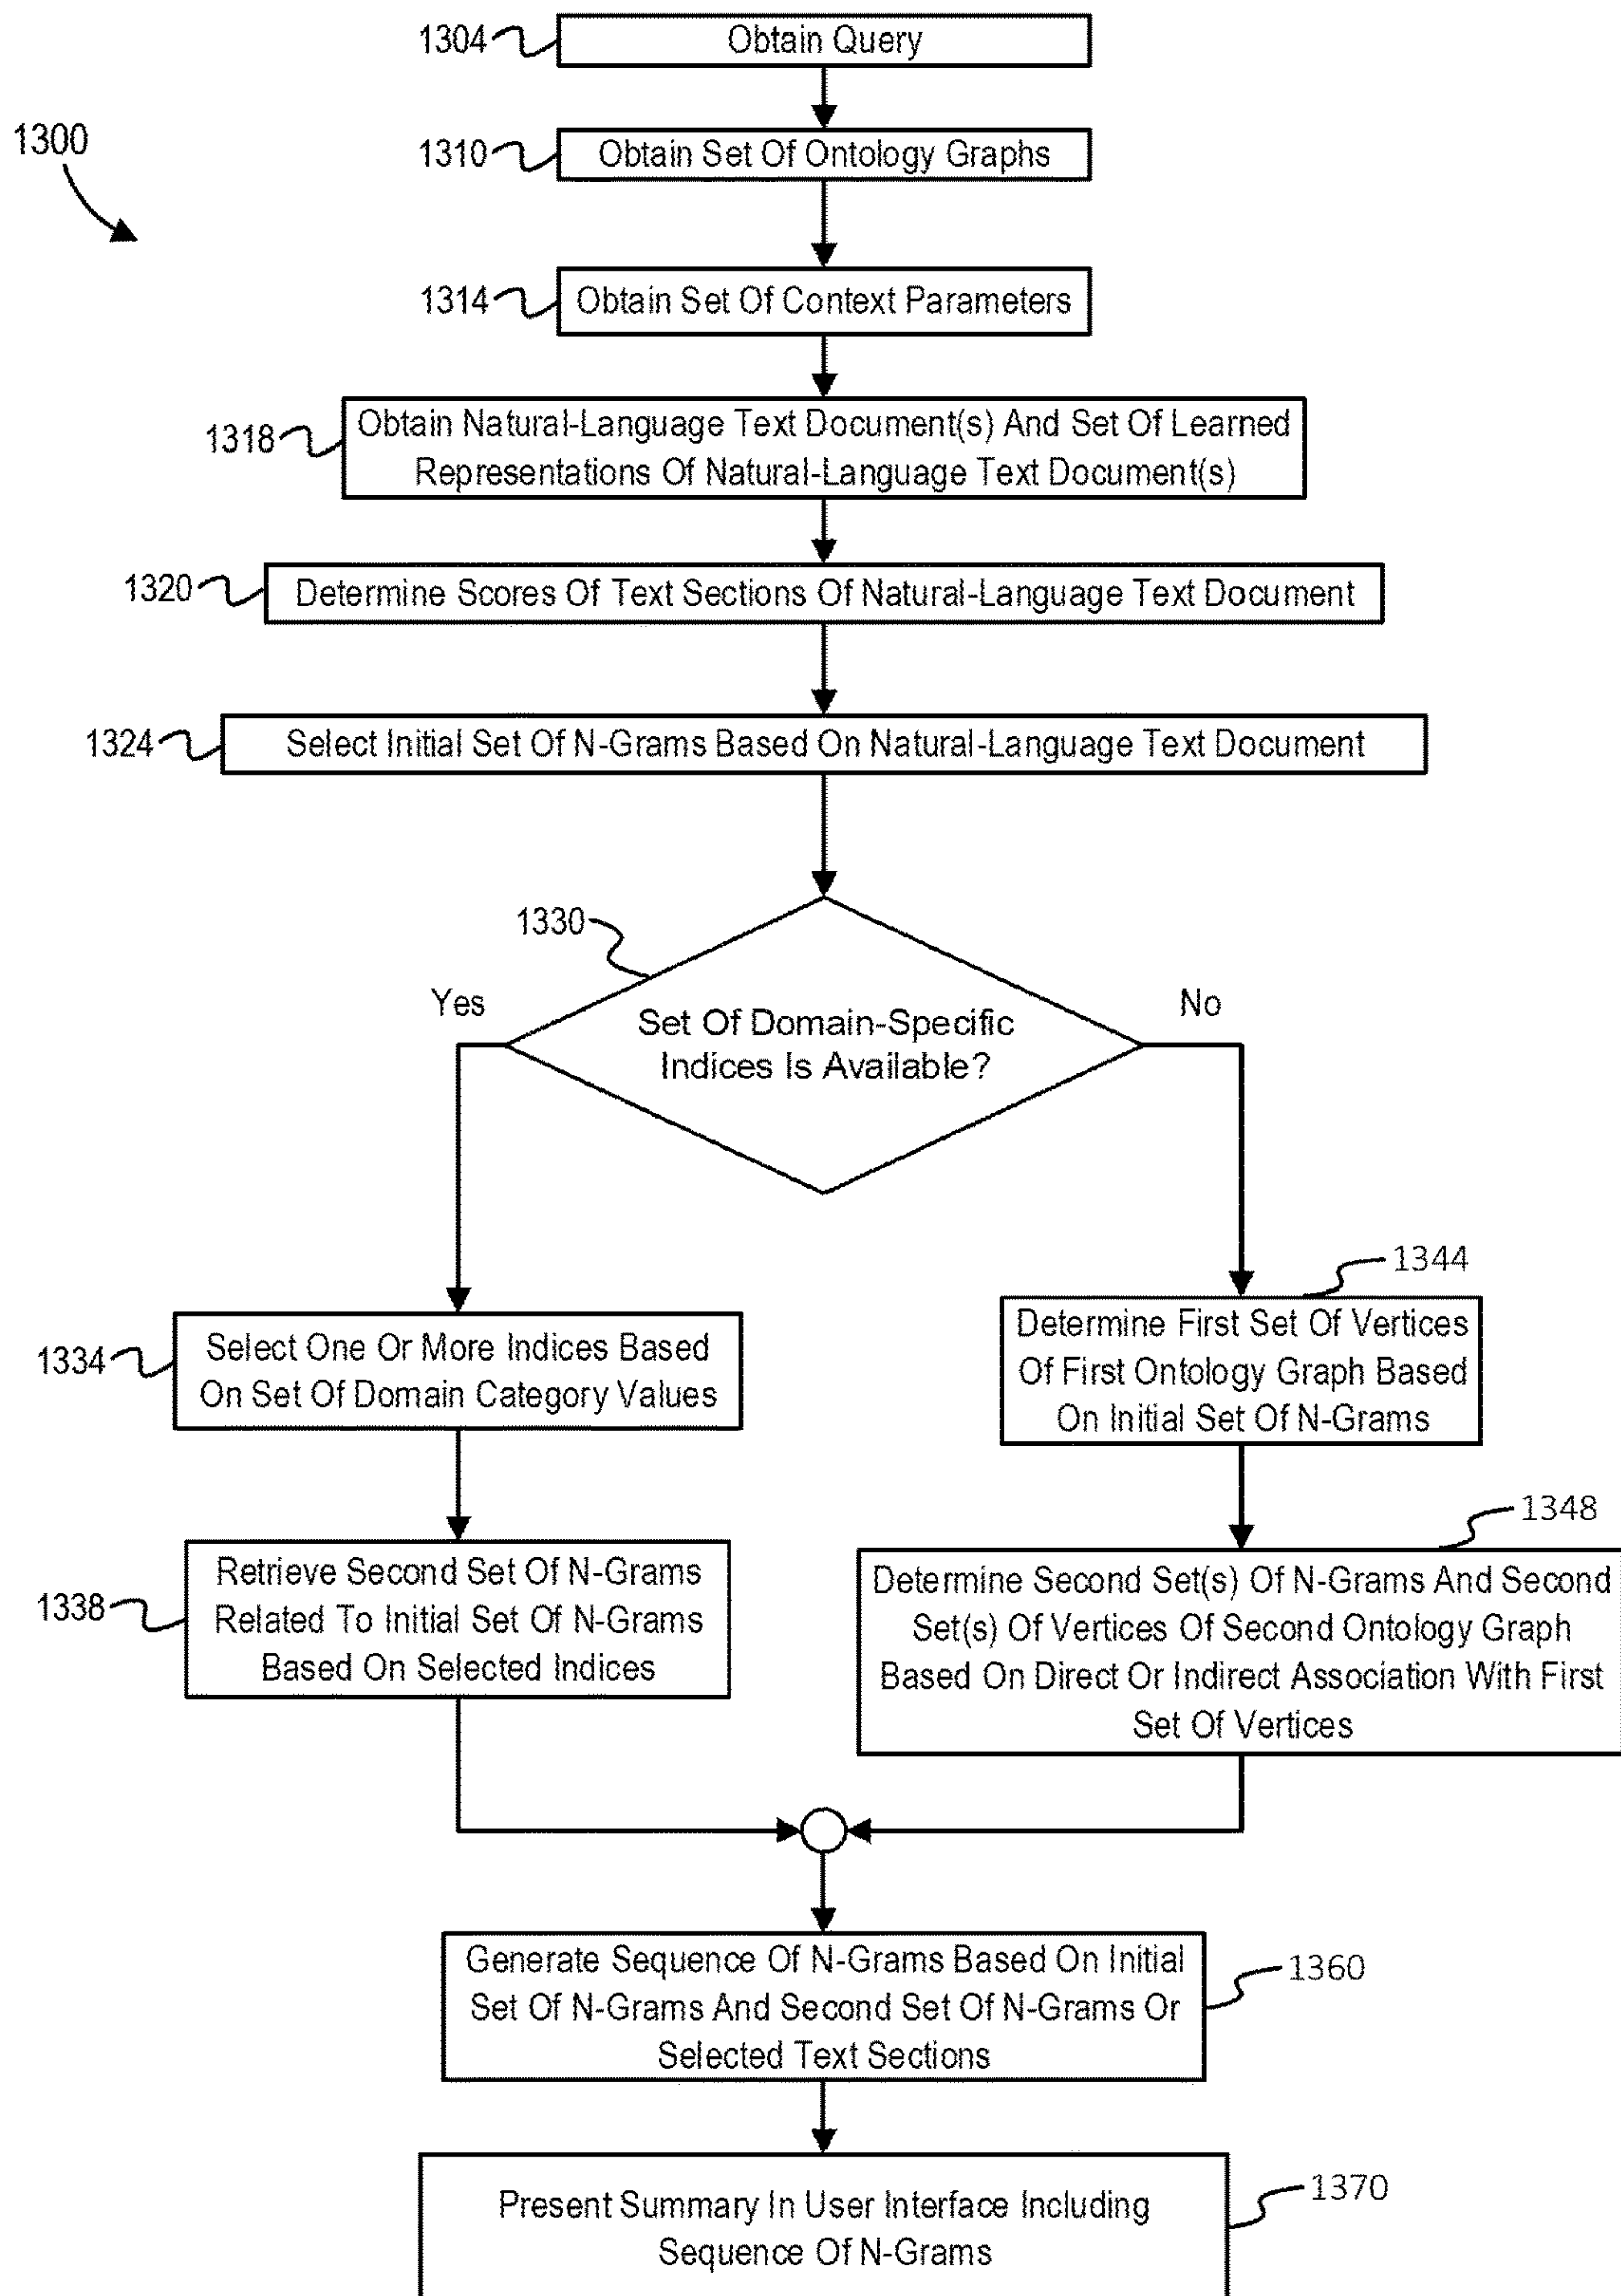 1304
Obtain Query
1300
1310
Obtain Set Of Ontology Graphs
1314
Obtain Set Of Context Parameters
1318
Obtain Natural-Language Text Document(s) And Set Of Learned
Representations Of Natural-Language Text Document(s)
1320
Determine Scores Of Text Sections Of Natural-Language Text Document
1324
Select Initial Set Of N-Grams Based On Natural-Language Text Document
1330
Yes
No
Set Of Domain-Specific
Indices Is Available?
1334
Select One Or More Indices Based
On Set Of Domain Category Values
1344
Determine First Set Of Vertices
Of First Ontology Graph Based
On Initial Set Of N-Grams
1338
Retrieve Second Set Of N-Grams
Related To Initial Set Of N-Grams
Based On Selected Indices
1348
Determine Second Set(s) Of N-Grams And Second
Set(s) Of Vertices Of Second Ontology Graph
Based On Direct Or Indirect Association With First
Set Of Vertices
Generate Sequence Of N-Grams Based On Initial
Set Of N-Grams And Second Set Of N-Grams Or
Selected Text Sections
1360
Present Summary In User Interface Including
Sequence Of N-Grams
1370